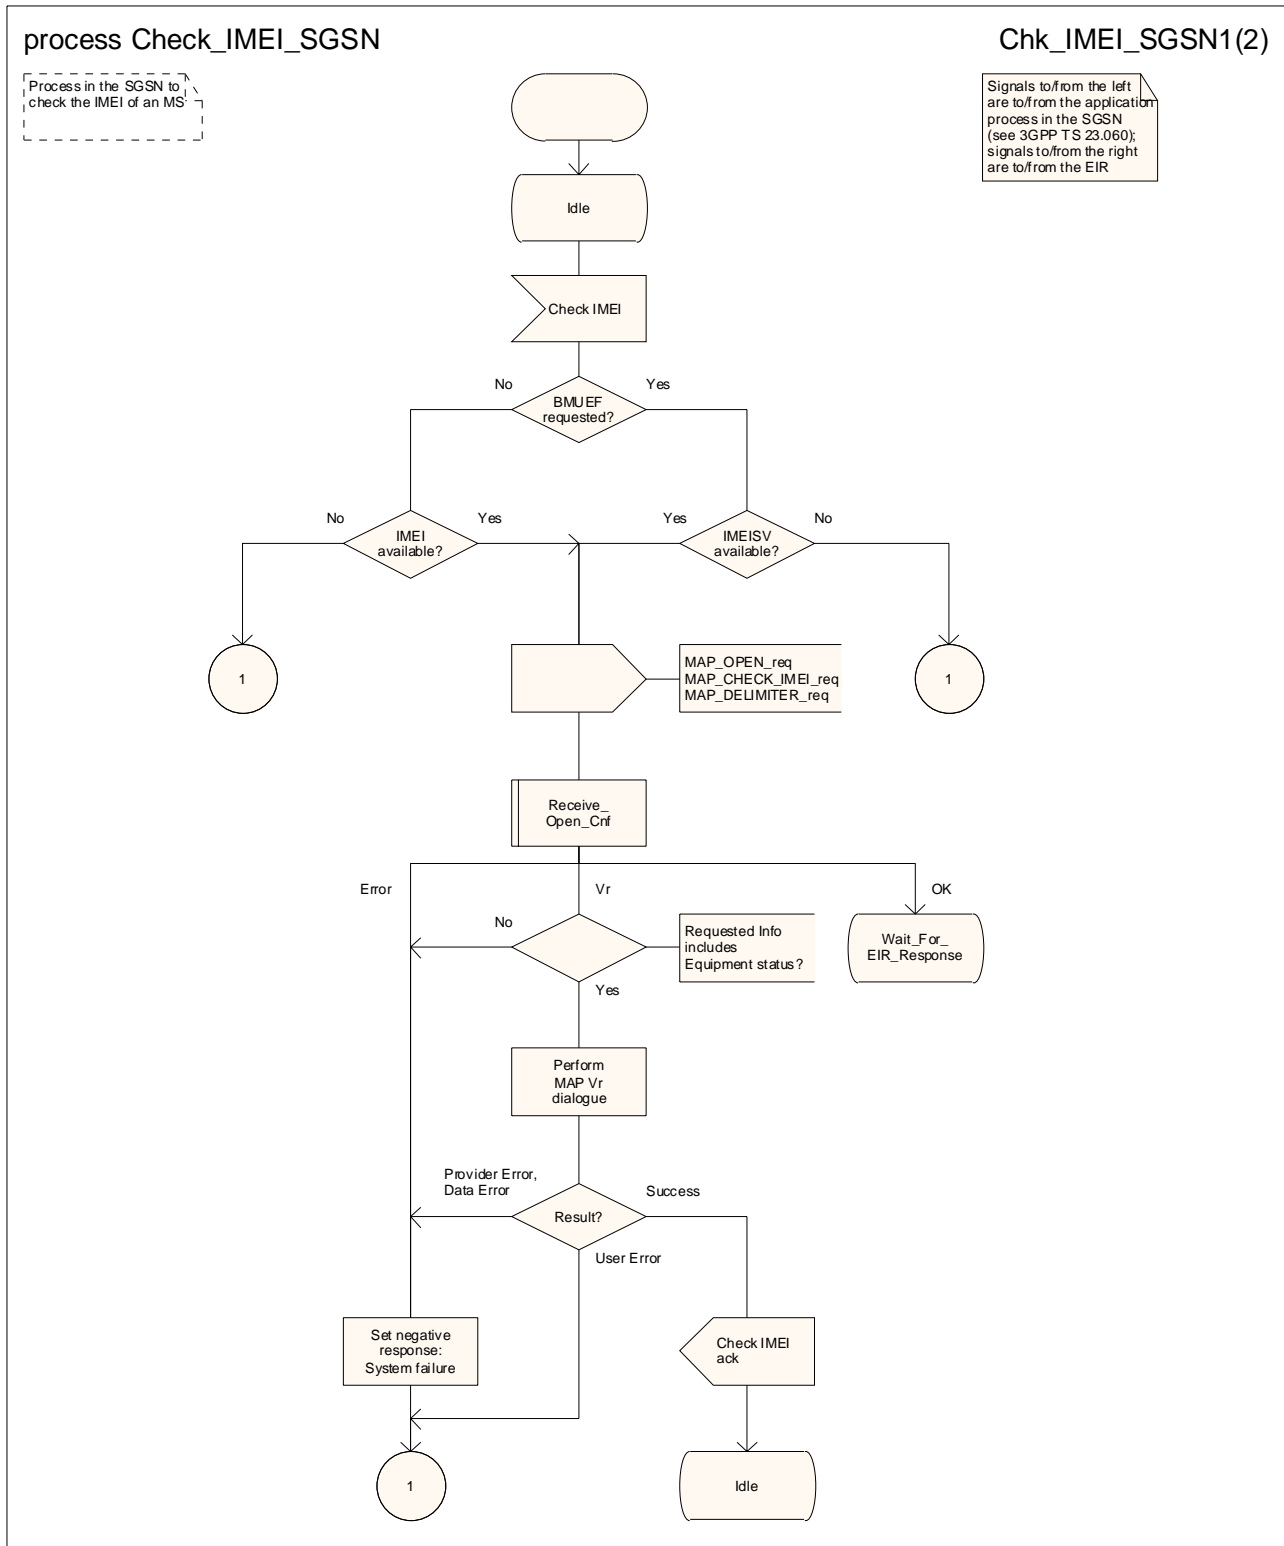 process Check_IMEI_SGSN
Chk_IMEI_SGSN1(2)
Process in the SGSN to
check the IMEI of an MS
Signals to/from the left
are to/from the application
process in the SGSN
(see 3GPP TS 23.060);
signals to/from the right
are to/from the EIR
Idle
Check IMEI
No
Yes
BMUEF
requested?
No
Yes
Yes
No
IMEI
available?
IMEISV
available?
1
MAP_OPEN_req
MAP_CHECK_IMEI_req
MAP_DELIMITER_req
1
Receive_
Open_Cnf
Error
Vr
OK
No
Requested Info
includes
Equipment status?
Wait_For_
EIR_Response
Yes
Perform
MAP Vr
dialogue
Provider Error,
Data Error
Success
Result?
User Error
Set negative
response:
System failure
Check IMEI
ack
1
Idle